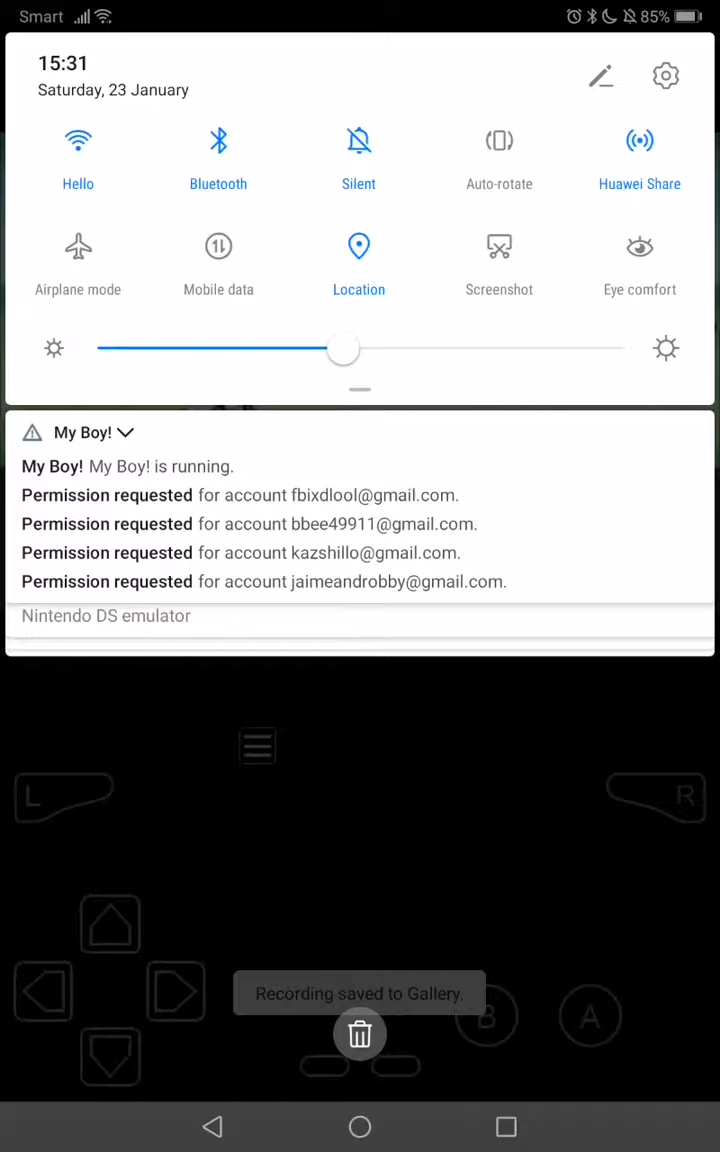 Smart 85%
15:31
Saturday, 23 January
Hello Bluetooth Silent Auto-rotate Huawei Share
Airplane mode Mobile data Location Screenshot Eye comfort
My Boy!
My Boy! My Boy! is running.
Permission requested for account fbixdlool@gmail.com.
Permission requested for account bbee49911@gmail.com.
Permission requested for account kazshillo@gmail.com.
Permission requested for account jaimeandrobby@gmail.com.
Nintendo DS emulator
L R
Recording saved to Gallery.
B A